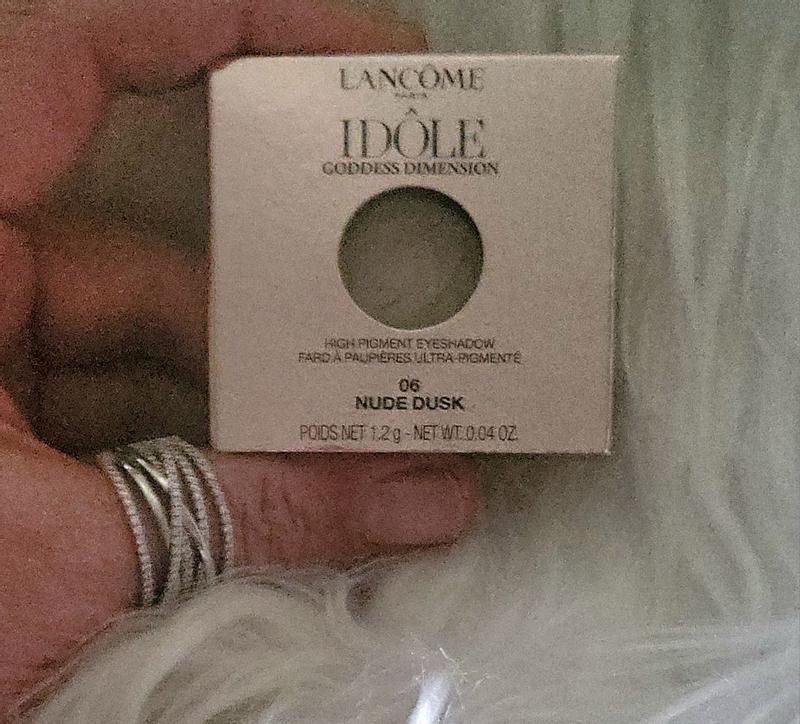 LANCÔME
PARIS
IDÔLE
GODDESS DIMENSION
HIGH PIGMENT EYESHADOW
FARD À PAUPIÈRES ULTRA-PIGMENTÉ
06
NUDE DUSK
POIDS NET 1.2 g - NET WT. 0.04 OZ.